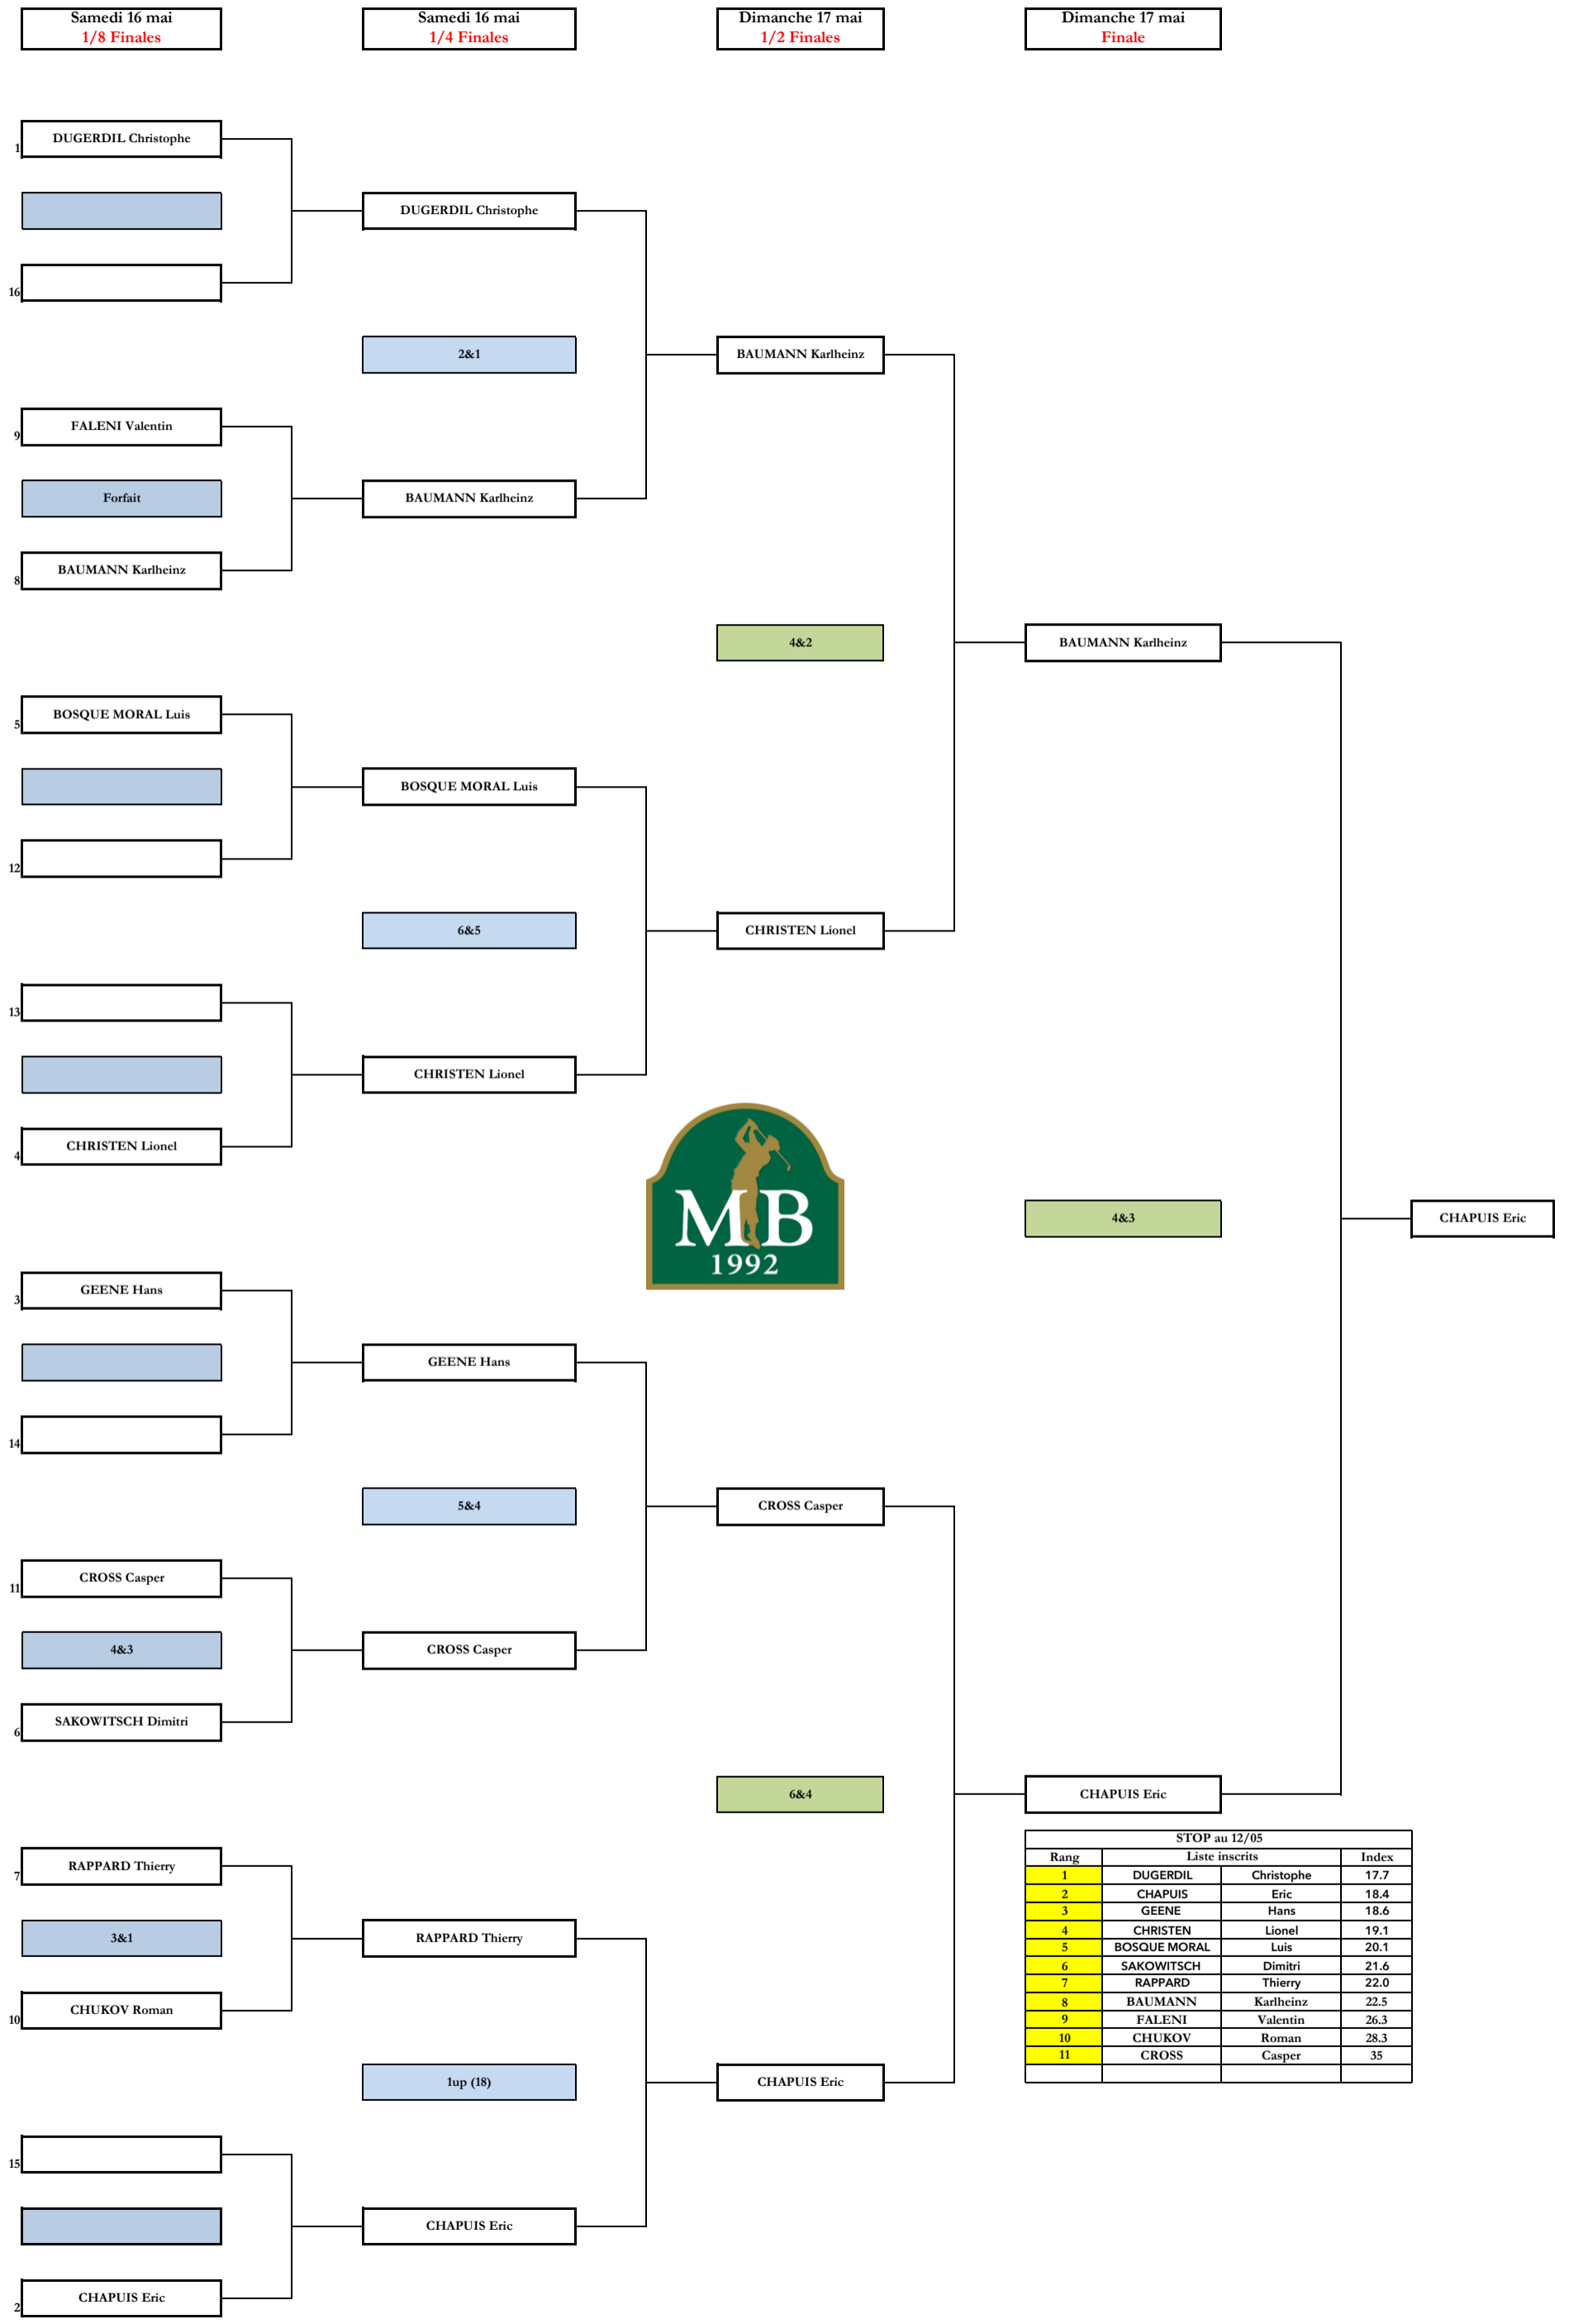 Samedi 16 mai
1/8 Finales
Samedi 16 mai
1/4 Finales
Dimanche 17 mai
1/2 Finales
Dimanche 17 mai
Finale
1 DUGERDIL Christophe
DUGERDIL Christophe
16
2&1
BAUMANN Karlheinz
9 FALENI Valentin
Forfait
BAUMANN Karlheinz
8 BAUMANN Karlheinz
4&2
BAUMANN Karlheinz
5 BOSQUE MORAL Luis
BOSQUE MORAL Luis
12
6&5
CHRISTEN Lionel
13
CHRISTEN Lionel
4 CHRISTEN Lionel
MB
1992
4&3
CHAPUIS Eric
3 GEENE Hans
GEENE Hans
14
5&4
CROSS Casper
11 CROSS Casper
4&3
CROSS Casper
6 SAKOWITSCH Dimitri
6&4
CHAPUIS Eric
7 RAPPARD Thierry
3&1
RAPPARD Thierry
10 CHUKOV Roman
1up (18)
CHAPUIS Eric
15
CHAPUIS Eric
2 CHAPUIS Eric
STOP au 12/05
Rang Liste inscrits Index
1 DUGERDIL Christophe 17.7
2 CHAPUIS Eric 18.4
3 GEENE Hans 18.6
4 CHRISTEN Lionel 19.1
5 BOSQUE MORAL Luis 20.1
6 SAKOWITSCH Dimitri 21.6
7 RAPPARD Thierry 22.0
8 BAUMANN Karlheinz 22.5
9 FALENI Valentin 26.3
10 CHUKOV Roman 28.3
11 CROSS Casper 35